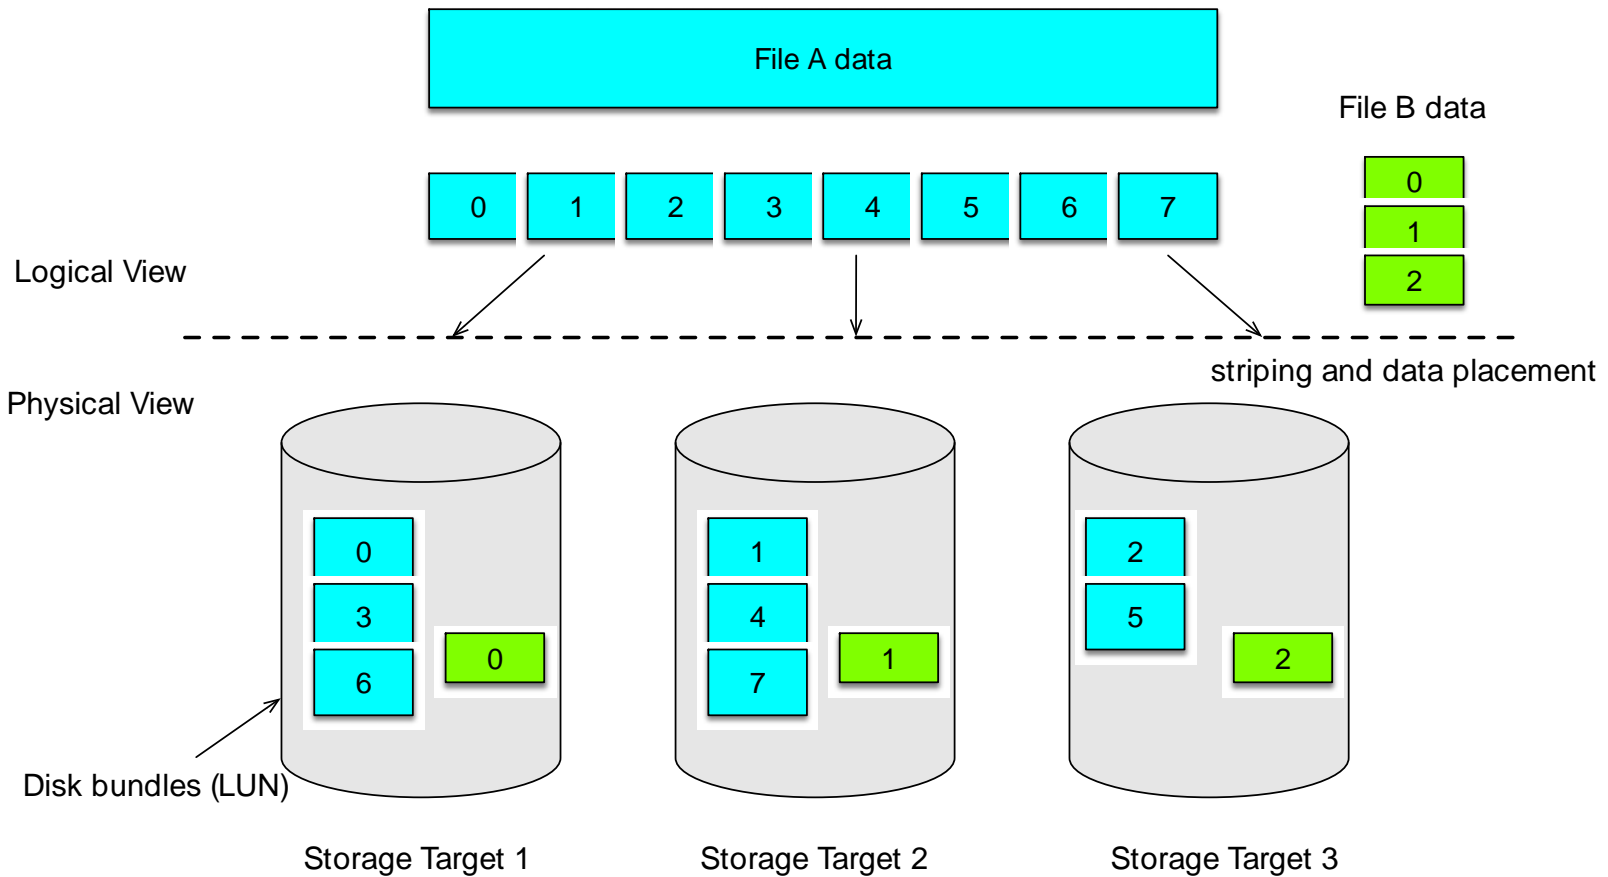 File A data
File B data
0 1 2 3 4 5 6 7
0
1
2
Logical View
striping and data placement
Physical View
0
3
6
0
1
4
7
1
2
5
2
Disk bundles (LUN)
Storage Target 1
Storage Target 2
Storage Target 3